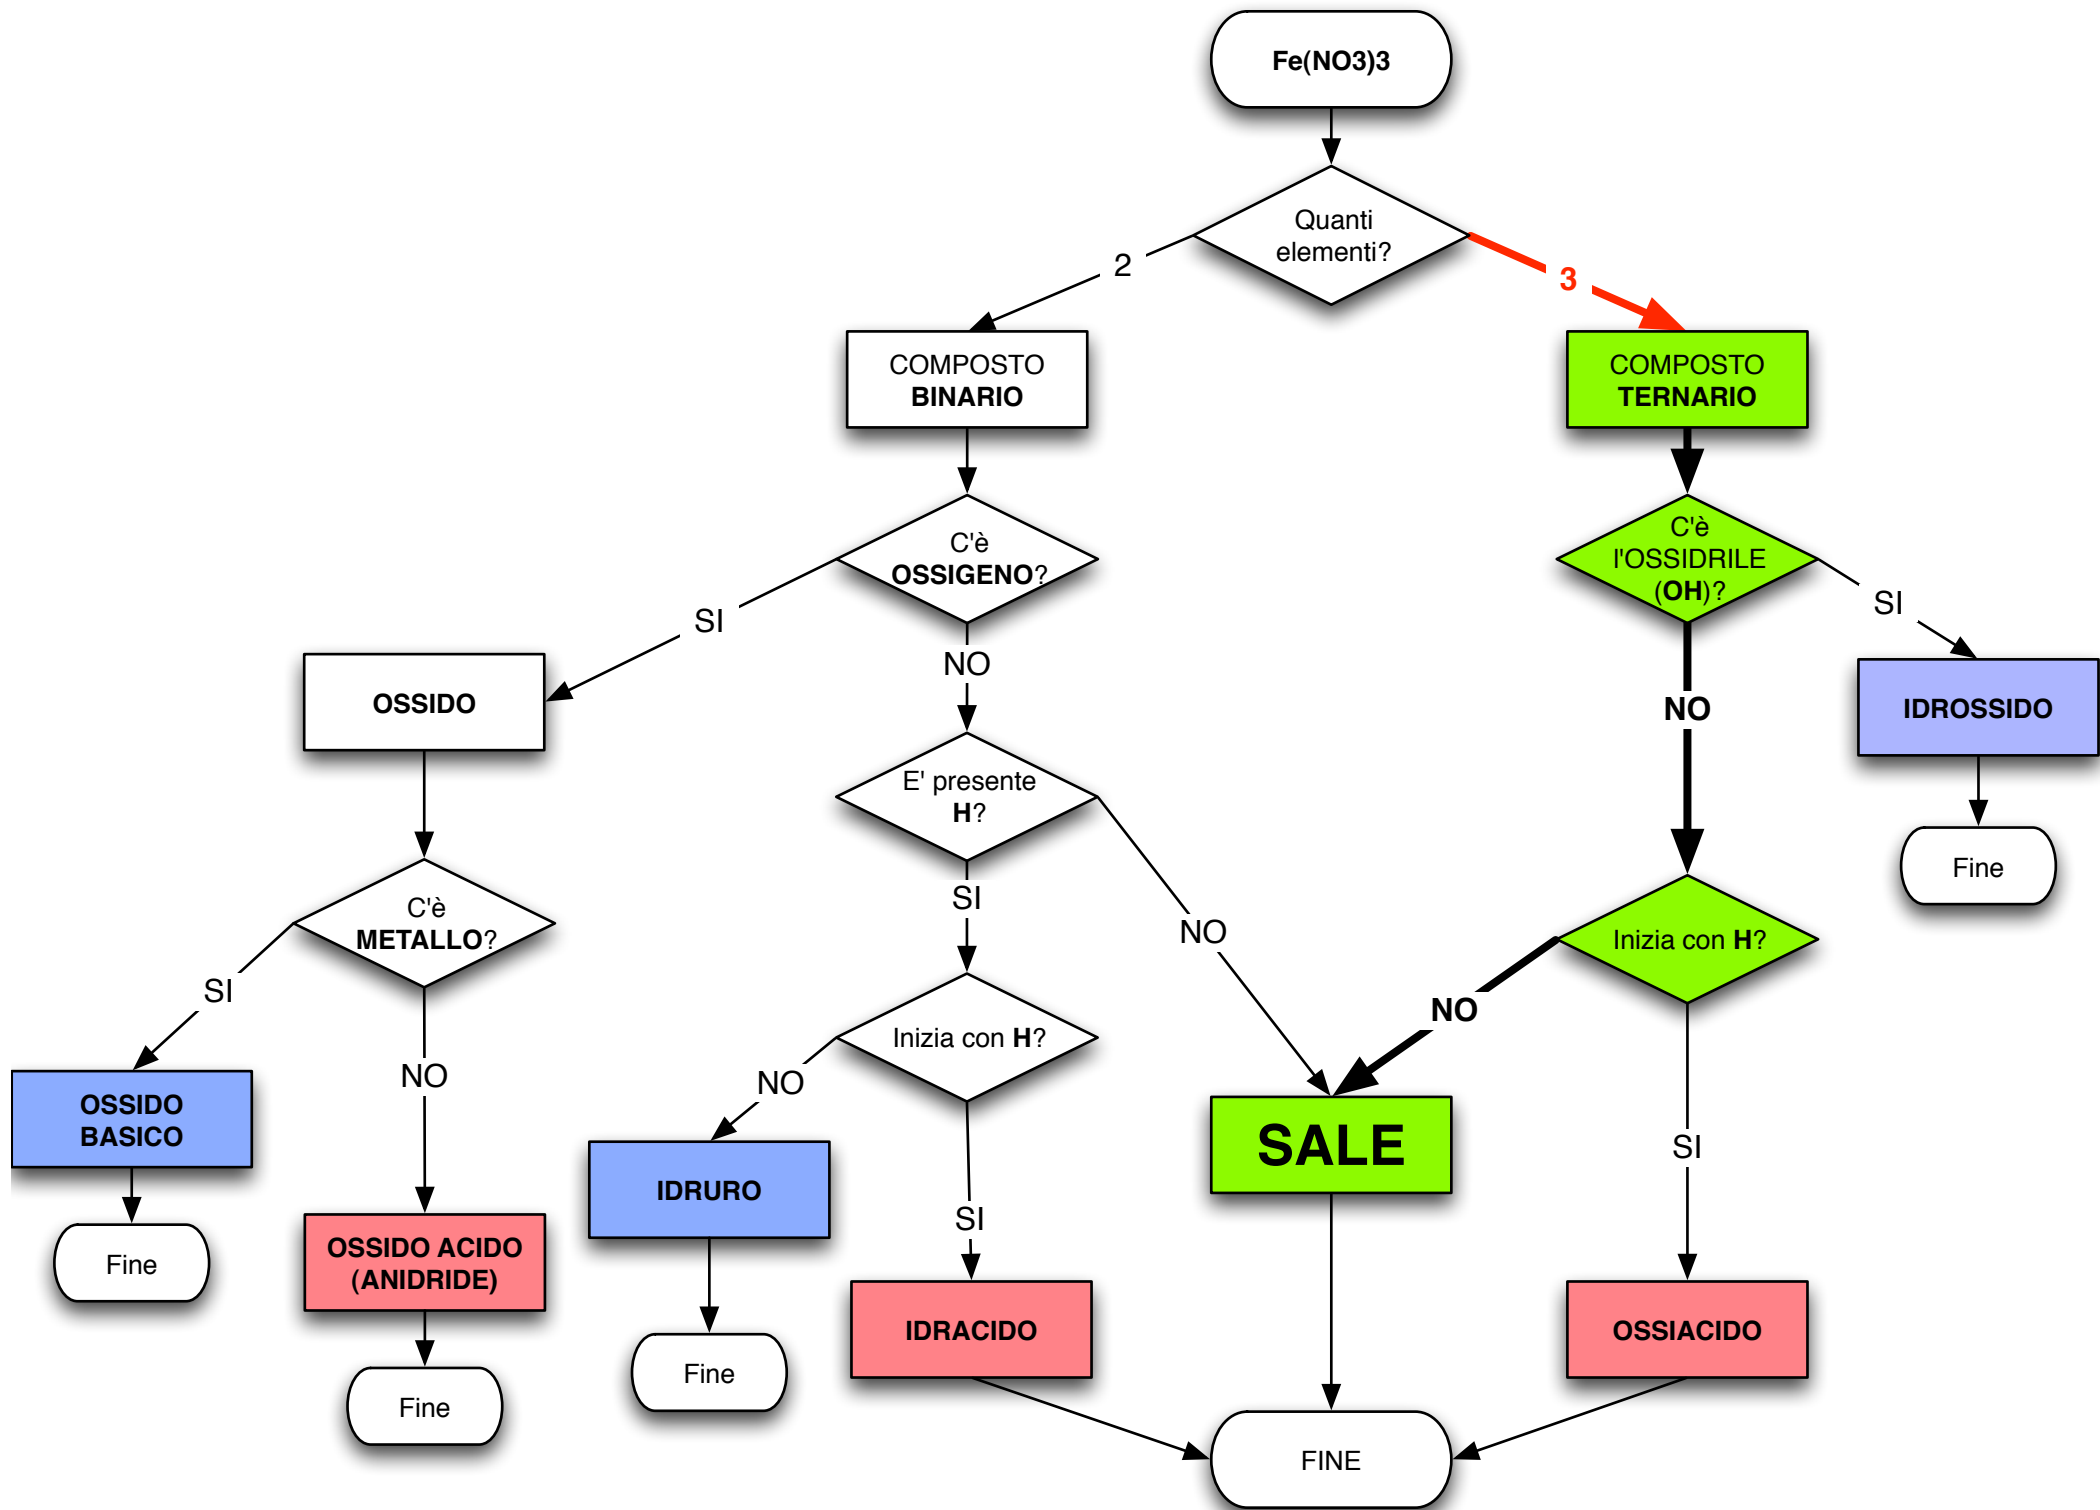 Fe(NO3)3
Quanti
elementi?
2
3
COMPOSTO
BINARIO
COMPOSTO
TERNARIO
C'è
OSSIGENO?
C'è
l'OSSIDRILE
(OH)?
SI
SI
NO
OSSIDO
NO
IDROSSIDO
E' presente
H?
Fine
SI
C'è
METALLO?
NO
Inizia con H?
SI
NO
Inizia con H?
NO
NO
OSSIDO
BASICO
SALE
SI
IDRURO
SI
OSSIDO ACIDO
(ANIDRIDE)
Fine
IDRACIDO
OSSIACIDO
Fine
Fine
FINE